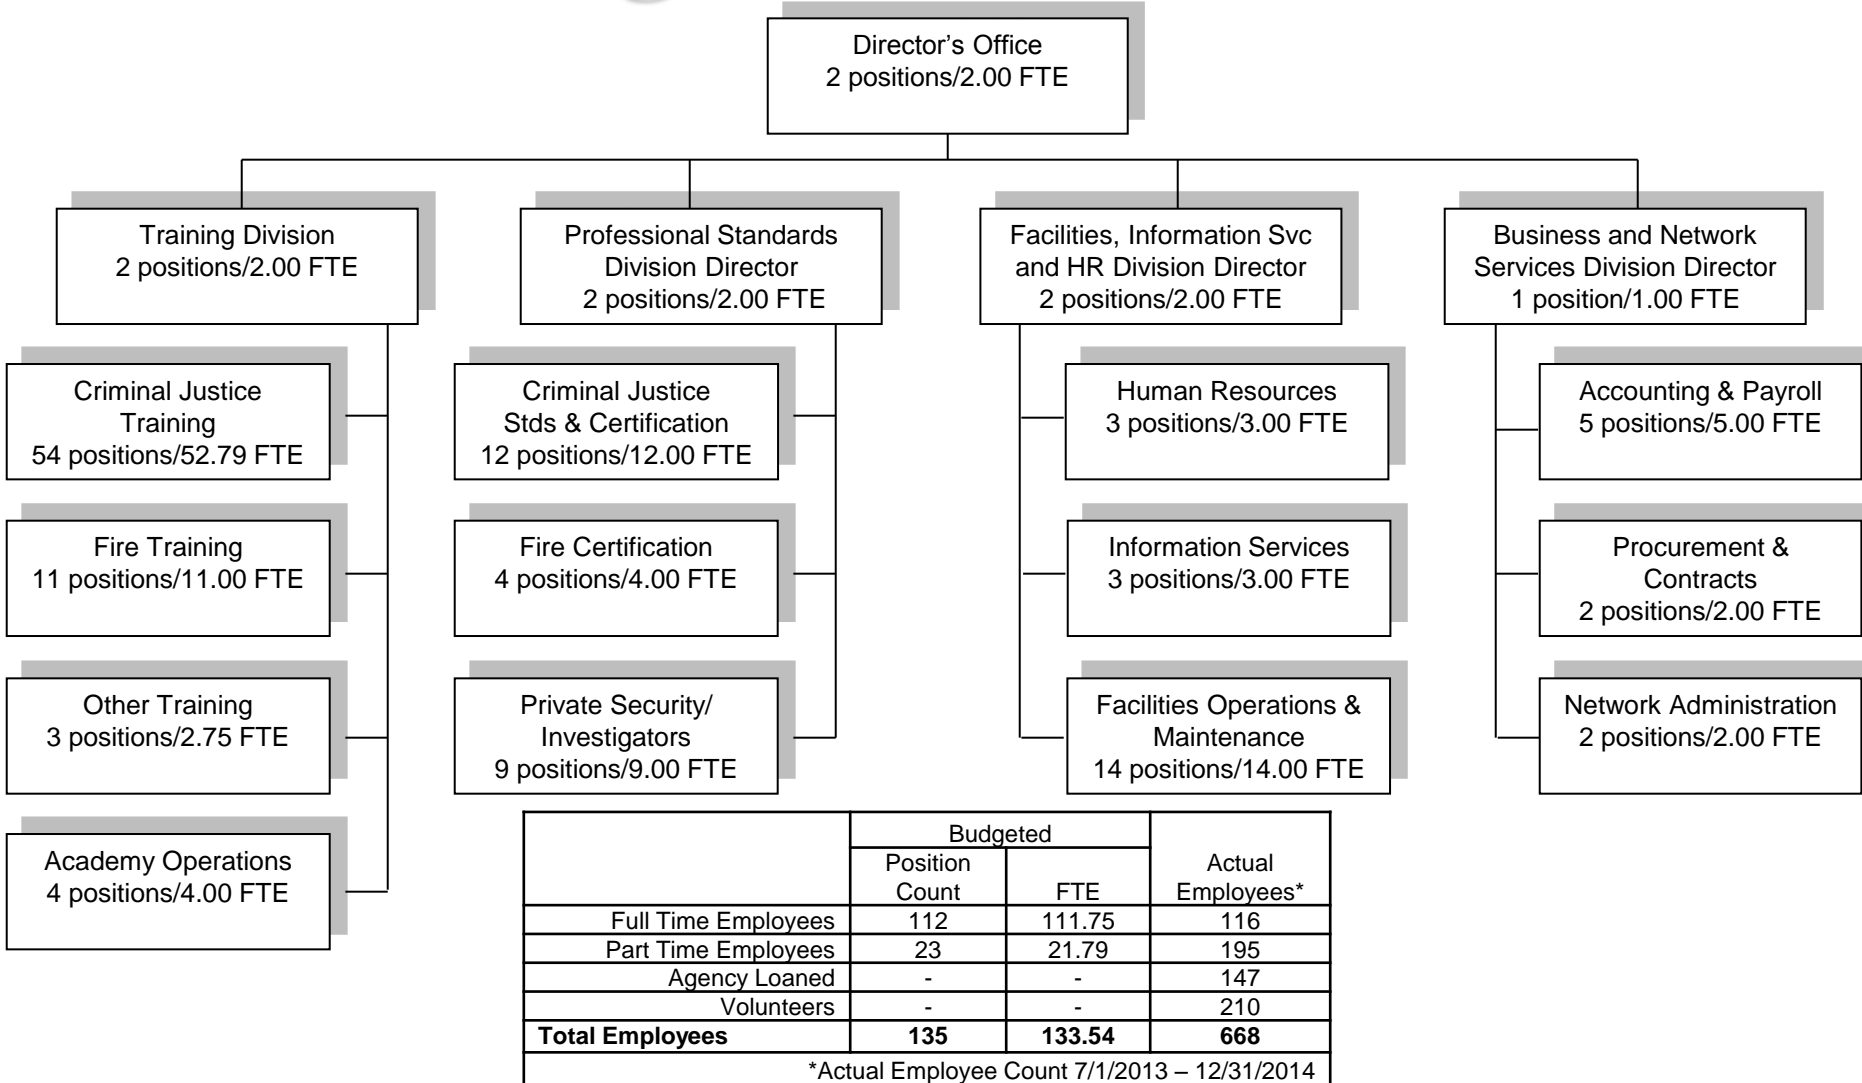 Director’s Office
2 positions/2.00 FTE
Training Division
2 positions/2.00 FTE
Professional Standards
Division Director
2 positions/2.00 FTE
Facilities, Information Svc
and HR Division Director
2 positions/2.00 FTE
Business and Network
Services Division Director
1 position/1.00 FTE
Criminal Justice
Training
54 positions/52.79 FTE
Criminal Justice
Stds & Certification
12 positions/12.00 FTE
Human Resources
3 positions/3.00 FTE
Accounting & Payroll
5 positions/5.00 FTE
Fire Training
11 positions/11.00 FTE
Fire Certification
4 positions/4.00 FTE
Information Services
3 positions/3.00 FTE
Procurement &
Contracts
2 positions/2.00 FTE
Other Training
3 positions/2.75 FTE
Private Security/
Investigators
9 positions/9.00 FTE
Facilities Operations &
Maintenance
14 positions/14.00 FTE
Network Administration
2 positions/2.00 FTE
Academy Operations
4 positions/4.00 FTE
Budgeted
Position
Count
FTE
Actual
Employees*
Full Time Employees 112 111.75 116
Part Time Employees 23 21.79 195
Agency Loaned - - 147
Volunteers - - 210
Total Employees 135 133.54 668
*Actual Employee Count 7/1/2013 – 12/31/2014